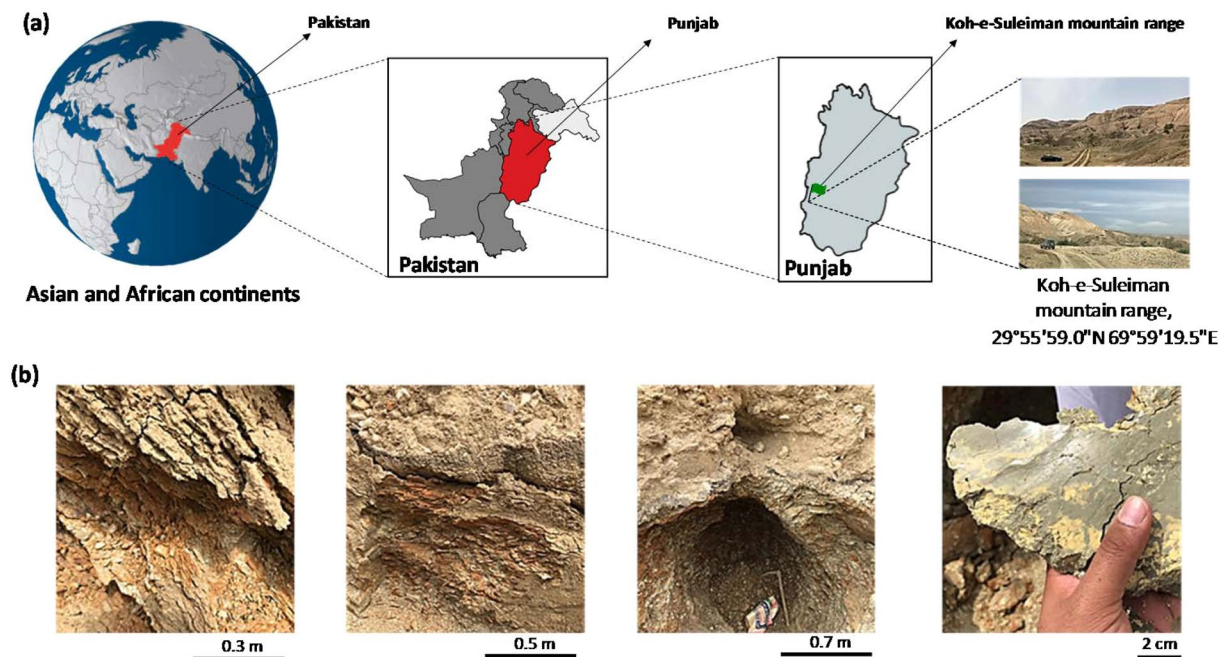 (a)
Pakistan
Punjab
Koh-e-Suleiman mountain range
Pakistan
Punjab
Asian and African continents
Koh-e-Suleiman
mountain range,
29°55'59.0"N 69°59'19.5"E
(b)
0.3 m
0.5 m
0.7 m
2 cm